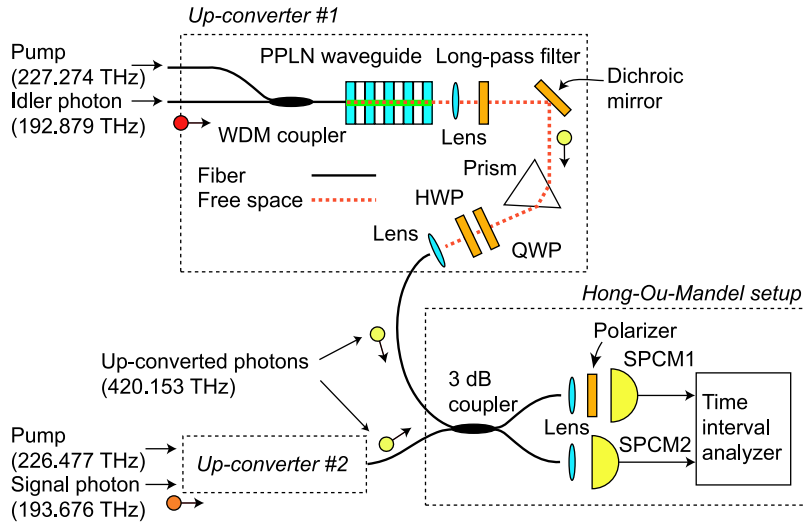 Up-converter #1
Pump
(227.274 THz)
Idler photon
(192.879 THz)
PPLN waveguide
Long-pass filter
Dichroic
mirror
WDM coupler
Lens
Prism
Fiber
Free space
HWP
Lens
QWP
Hong-Ou-Mandel setup
Polarizer
SPCM1
Up-converted photons
(420.153 THz)
3 dB
coupler
Lens
Time
interval
analyzer
SPCM2
Pump
(226.477 THz)
Signal photon
(193.676 THz)
Up-converter #2